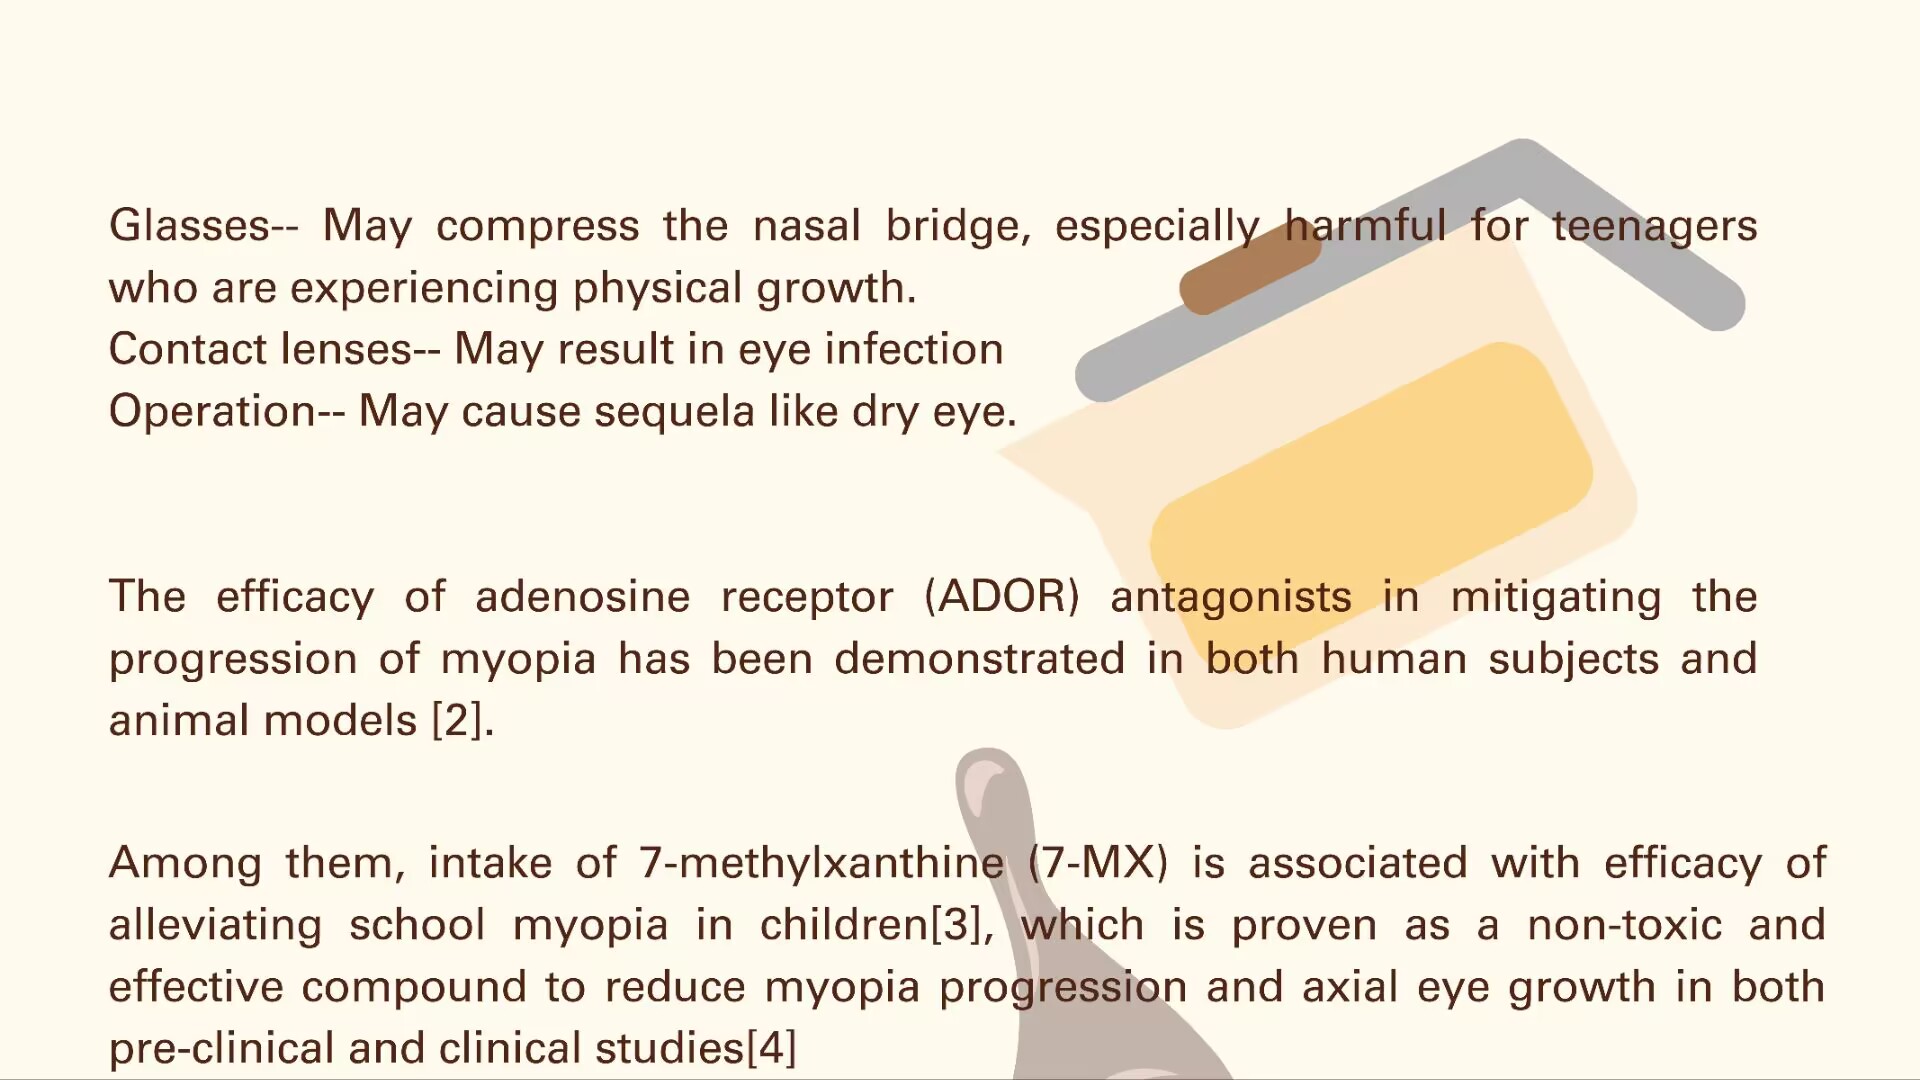 Glasses-- May compress the nasal bridge, especially harmful for teenagers
who are experiencing physical growth.
Contact lenses-- May result in eye infection
Operation-- May cause sequela like dry eye.
The efficacy of adenosine receptor (ADOR) antagonists in mitigating the
progression of myopia has been demonstrated in both human subjects and
animal models [2].
Among them, intake of 7-methylxanthine (7-MX) is associated with efficacy of
alleviating school myopia in children[3], which is proven as a non-toxic and
effective compound to reduce myopia progression and axial eye growth in both
pre-clinical and clinical studies[4]